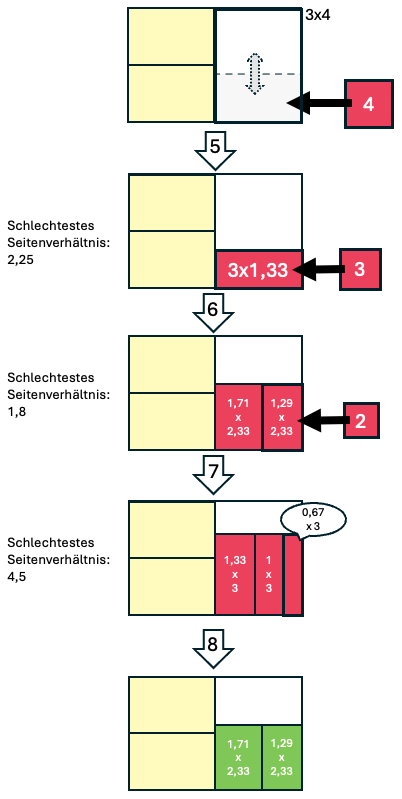 3x4
4
5
Schlechtestes
Seitenverhältnis:
2,25
3x1,33
3
6
Schlechtestes
Seitenverhältnis:
1,8
1,71
x
2,33
1,29
x
2,33
2
7
0,67
x 3
Schlechtestes
Seitenverhältnis:
4,5
1,33
x
3
1
x
3
8
1,71
x
2,33
1,29
x
2,33